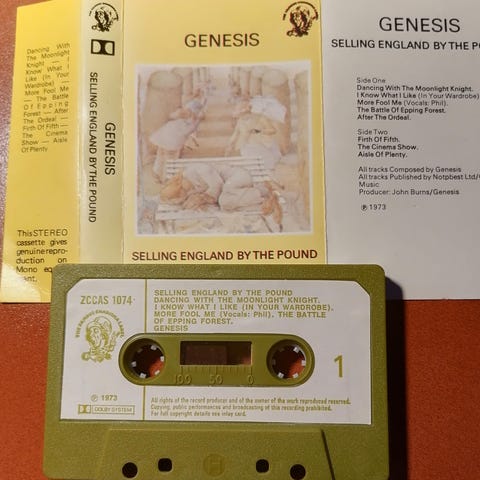 Dancing With
The Moonlight
Knight — I
Know What I
Like (In Your
Wardrobe) —
More Fool Me
— The Battle
Of Epping
Forest — After
The Ordeal —
Firth Of Fifth —
The Cinema
Show — Aisle
Of Plenty.
This STEREO
cassette gives
genuine repro-
duction on
Mono
GENESIS
SELLING ENGLAND BY THE POUND
GENESIS
SELLING ENGLAND BY THE POUND
GENESIS
SELLING ENGLAND BY THE
Side One
Dancing With The Moonlight Knight.
I Know What I Like (In Your Wardrobe)
More Fool Me (Vocals: Phil).
The Battle Of Epping Forest.
After The Ordeal.
Side Two
Firth Of Fifth.
The Cinema Show.
Aisle Of Plenty.
All tracks Composed by Genesis
All tracks Published by Notpbest Ltd/
Music
Producer: John Burns/Genesis
℗ 1973
ZCCAS 1074
SELLING ENGLAND BY THE POUND
DANCING WITH THE MOONLIGHT KNIGHT.
I KNOW WHAT I LIKE (IN YOUR WARDROBE).
MORE FOOL ME (Vocals: Phil). THE BATTLE
OF EPPING FOREST.
GENESIS
THE FAMOUS CHARISMA LABEL
100 50 0
1
℗ 1973
DOLBY SYSTEM
All rights of the record producer and of the owner of the work reproduced reserved.
Copying, public performances and broadcasting of this recording prohibited.
For full copyright details see inlay card.